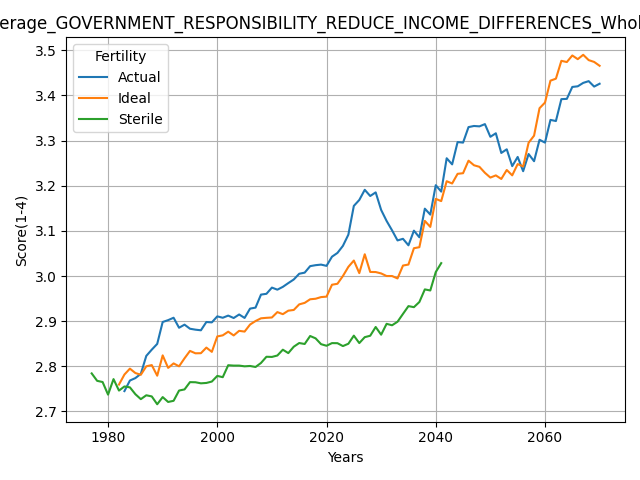 erage_GOVERNMENT_RESPONSIBILITY_REDUCE_INCOME_DIFFERENCES_Whol
Fertility
Actual
Ideal
Sterile
Score(1-4)
3.5
3.4
3.3
3.2
3.1
3.0
2.9
2.8
2.7
1980 2000 2020 2040 2060
Years